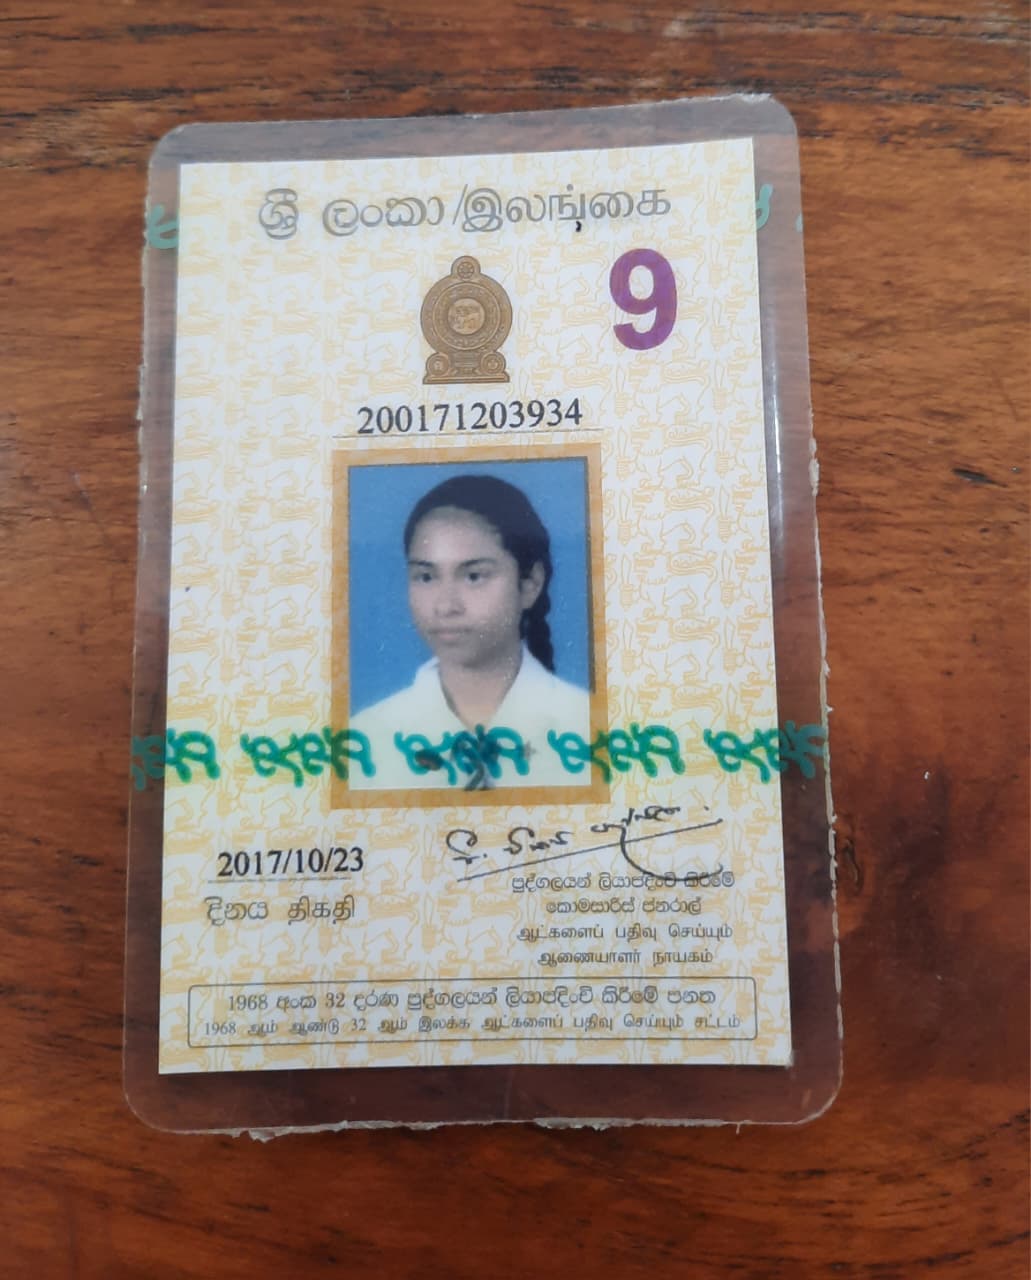 ශ්‍රී ලංකා/இலங்கை
9
200171203934
2017/10/23
දිනය திகதி
පුද්ගලයන් ලියාපදිංචි කිරීමේ
කොමසාරිස් ජනරාල්
ஆட்களைப் பதிவு செய்யும்
ஆணையாளர் நாயகம்
1968 අංක 32 දරණ පුද්ගලයන් ලියාපදිංචි කිරීමේ පනත
1968 ஆம் ஆண்டு 32 ஆம் இலக்க ஆட்களைப் பதிவு செய்யும் சட்டம்